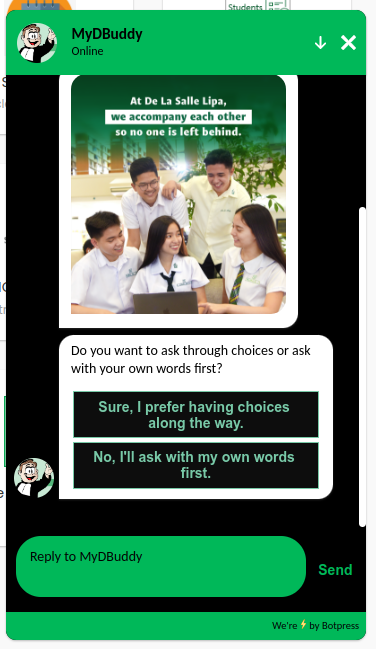 Students
MyDBuddy
Online
At De La Salle Lipa,
we accompany each other
so no one is left behind.
Do you want to ask through choices or ask
with your own words first?
Sure, I prefer having choices
along the way.
No, I'll ask with my own words
first.
Reply to MyDBuddy
Send
We're ⚡ by Botpress